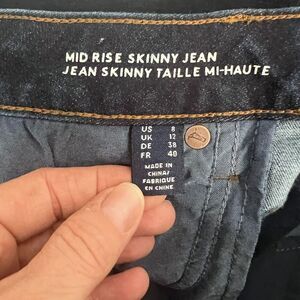 MID RISE SKINNY JEAN
JEAN SKINNY TAILLE MI-HAUTE
US 8
UK 12
DE 38
FR 40
MADE IN
CHINA/
FABRIQUE
EN CHINE